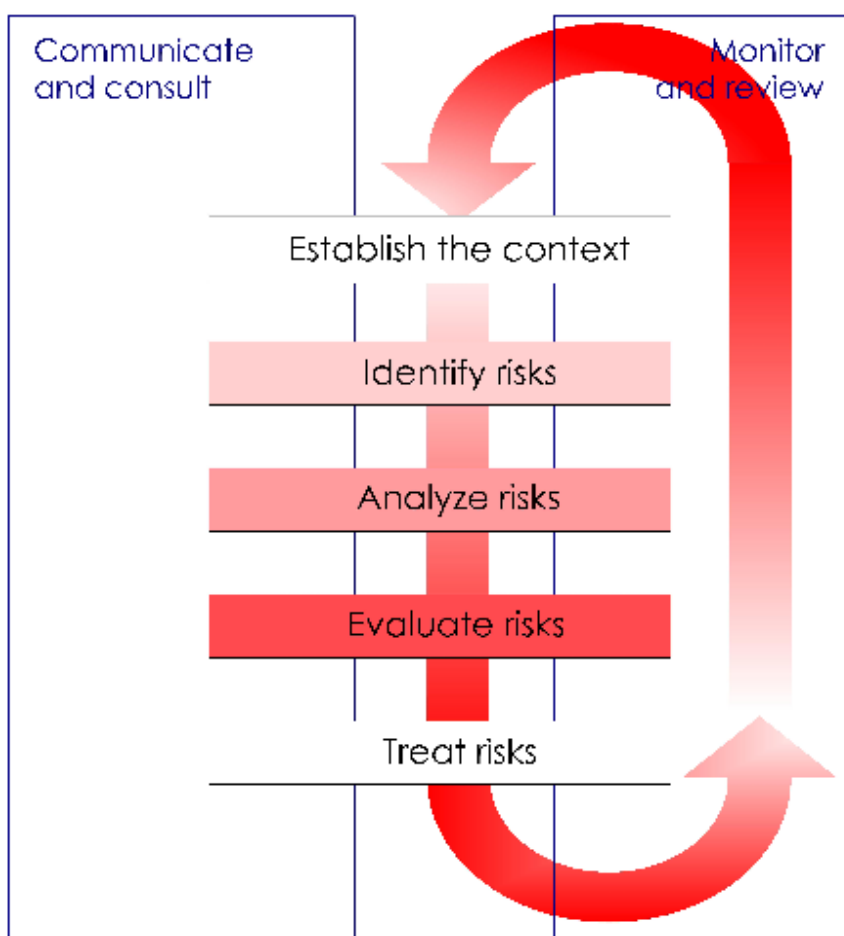 Communicate
and consult
Monitor
and review
Establish the context
Identify risks
Analyze risks
Evaluate risks
Treat risks